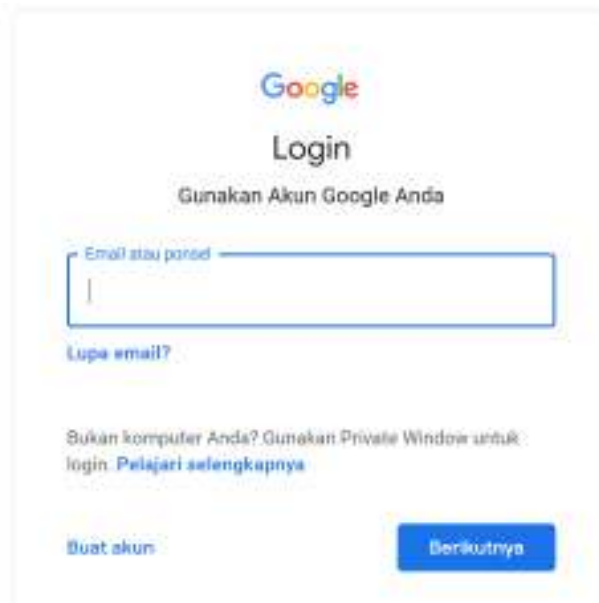 Google
Login
Gunakan Akun Google Anda
Email atau ponsel
Lupa email?
Bukan komputer Anda? Gunakan Private Window untuk
login. Pelajari selengkapnya
Buat akun
Berikutnya